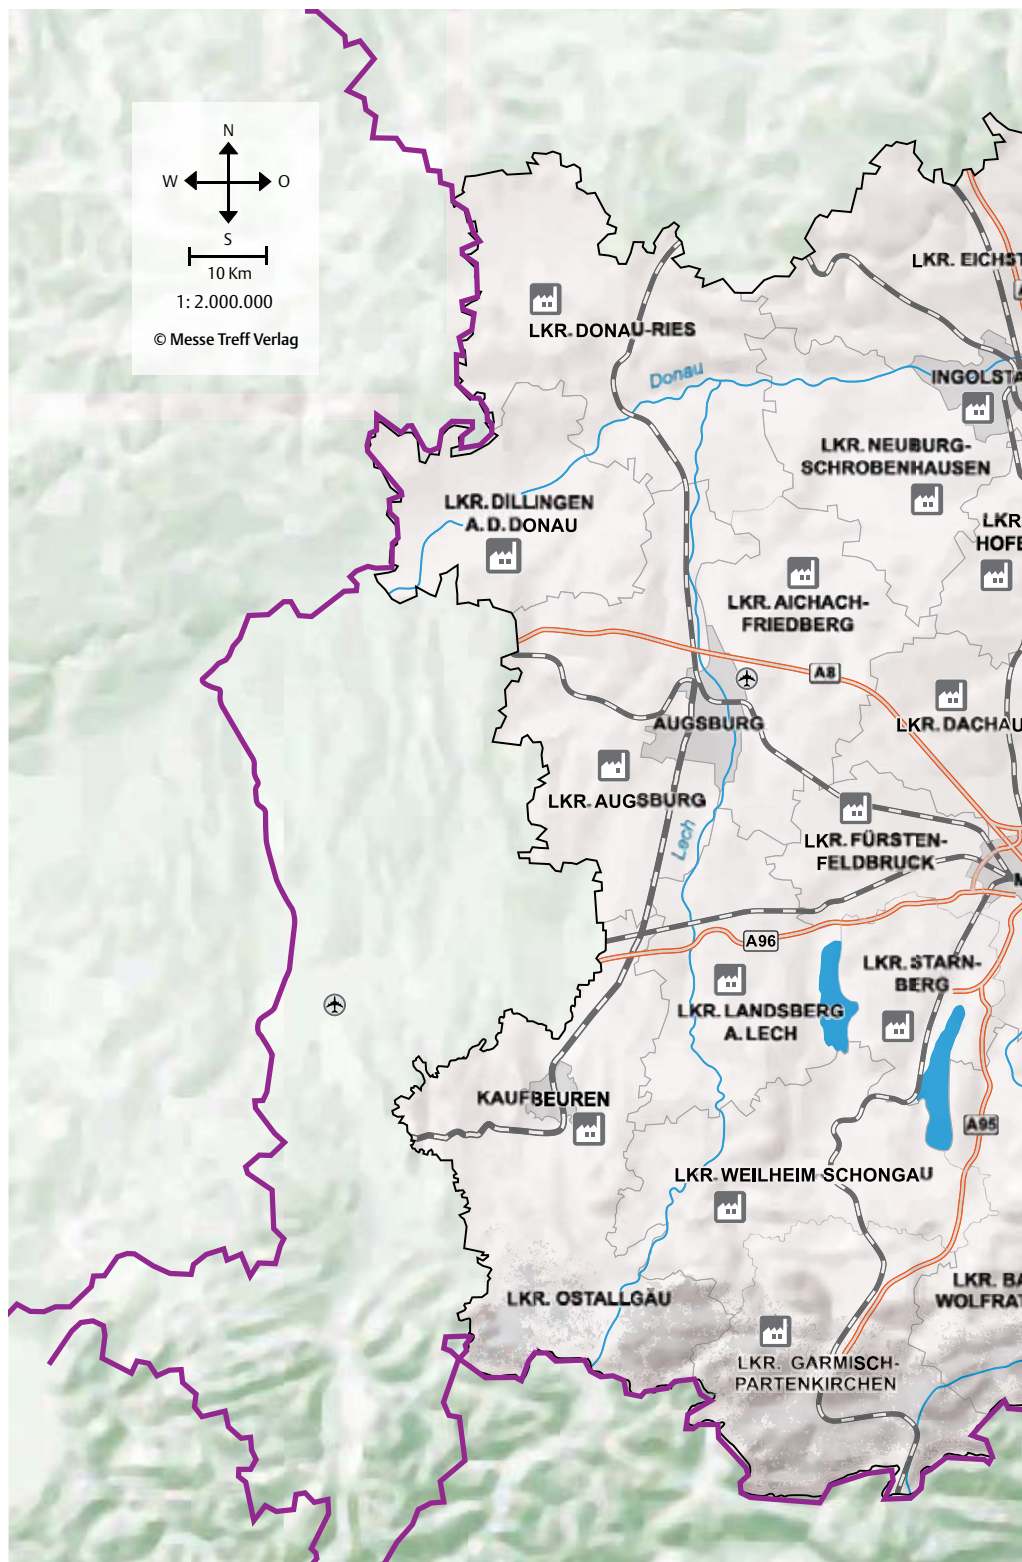 N
W
O
S
10 Km
1: 2.000.000
© Messe Treff Verlag
LKR. EICHST
LKR. DONAU-RIES
Donau
INGOLSTA
LKR. NEUBURG-
SCHROBENHAUSEN
LKR. DILLINGEN
A. D. DONAU
LKR.
HOFE
LKR. AICHACH-
FRIEDBERG
A8
AUGSBURG
LKR. DACHAU
LKR. AUGSBURG
Lech
LKR. FÜRSTEN-
FELDBRUCK
M
A96
LKR. STARN-
BERG
LKR. LANDSBERG
A. LECH
KAUFBEUREN
A95
LKR. WEILHEIM SCHONGAU
LKR. OSTALLGÄU
LKR. BA
WOLFRAT
LKR. GARMISCH-
PARTENKIRCHEN